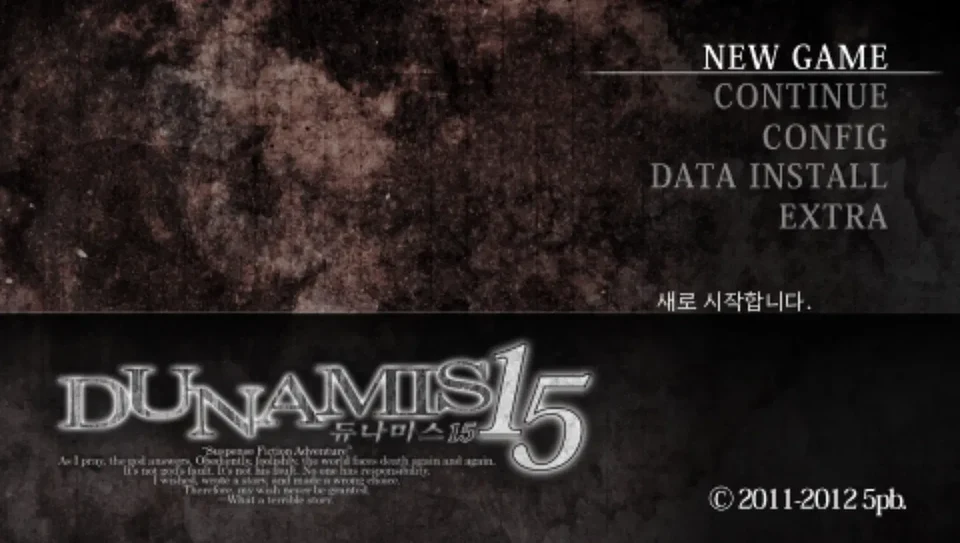 NEW GAME
CONTINUE
CONFIG
DATA INSTALL
EXTRA
새로 시작합니다.
DUNAMIS15
듀나미스15
"Suspense Fiction Adventure"
As I pray, the god answers. Obediently, foolishly, the world faces death again and again.
It's not god's fault. It's not his fault. No one has responsibility.
I wished, wrote a story, and made a wrong choice.
Therefore, my wish never be granted.
What a terrible story.
© 2011-2012 5pb.